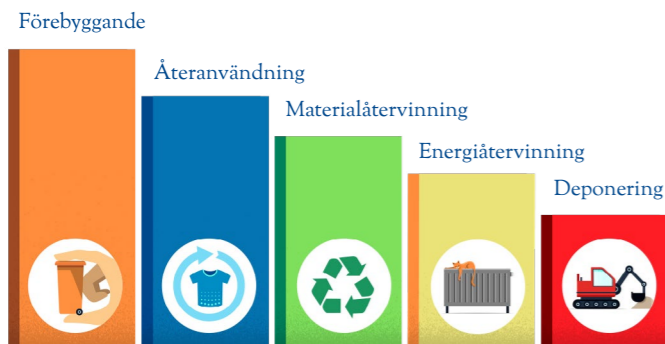 Förebyggande
Återanvändning
Materialåtervinning
Energiåtervinning
Deponering